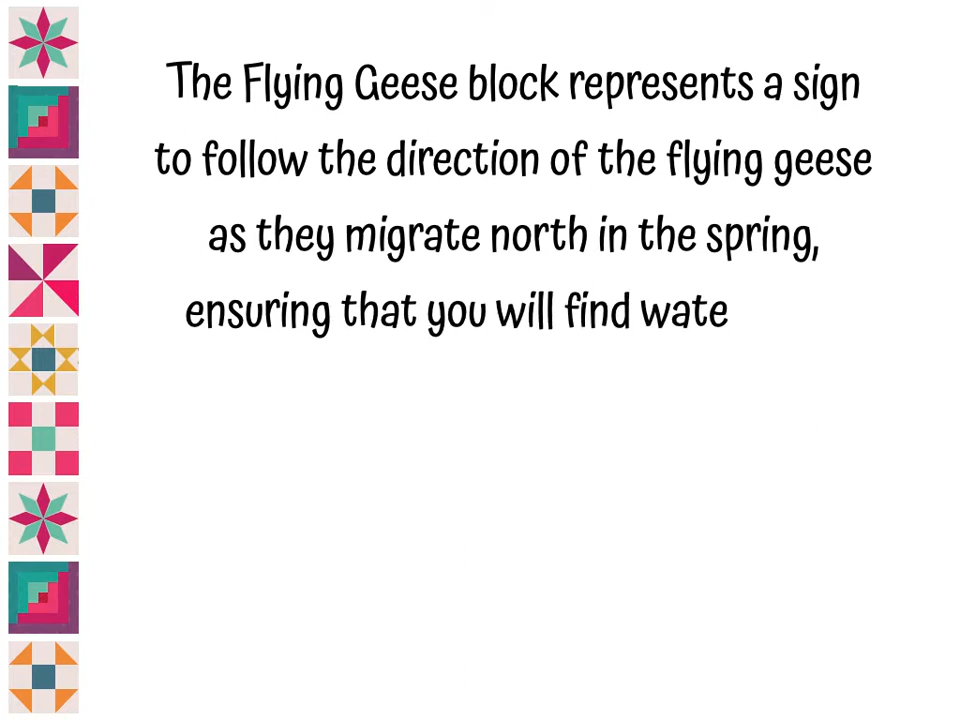 The Flying Geese block represents a sign
to follow the direction of the flying geese
as they migrate north in the spring,
ensuring that you will find wate